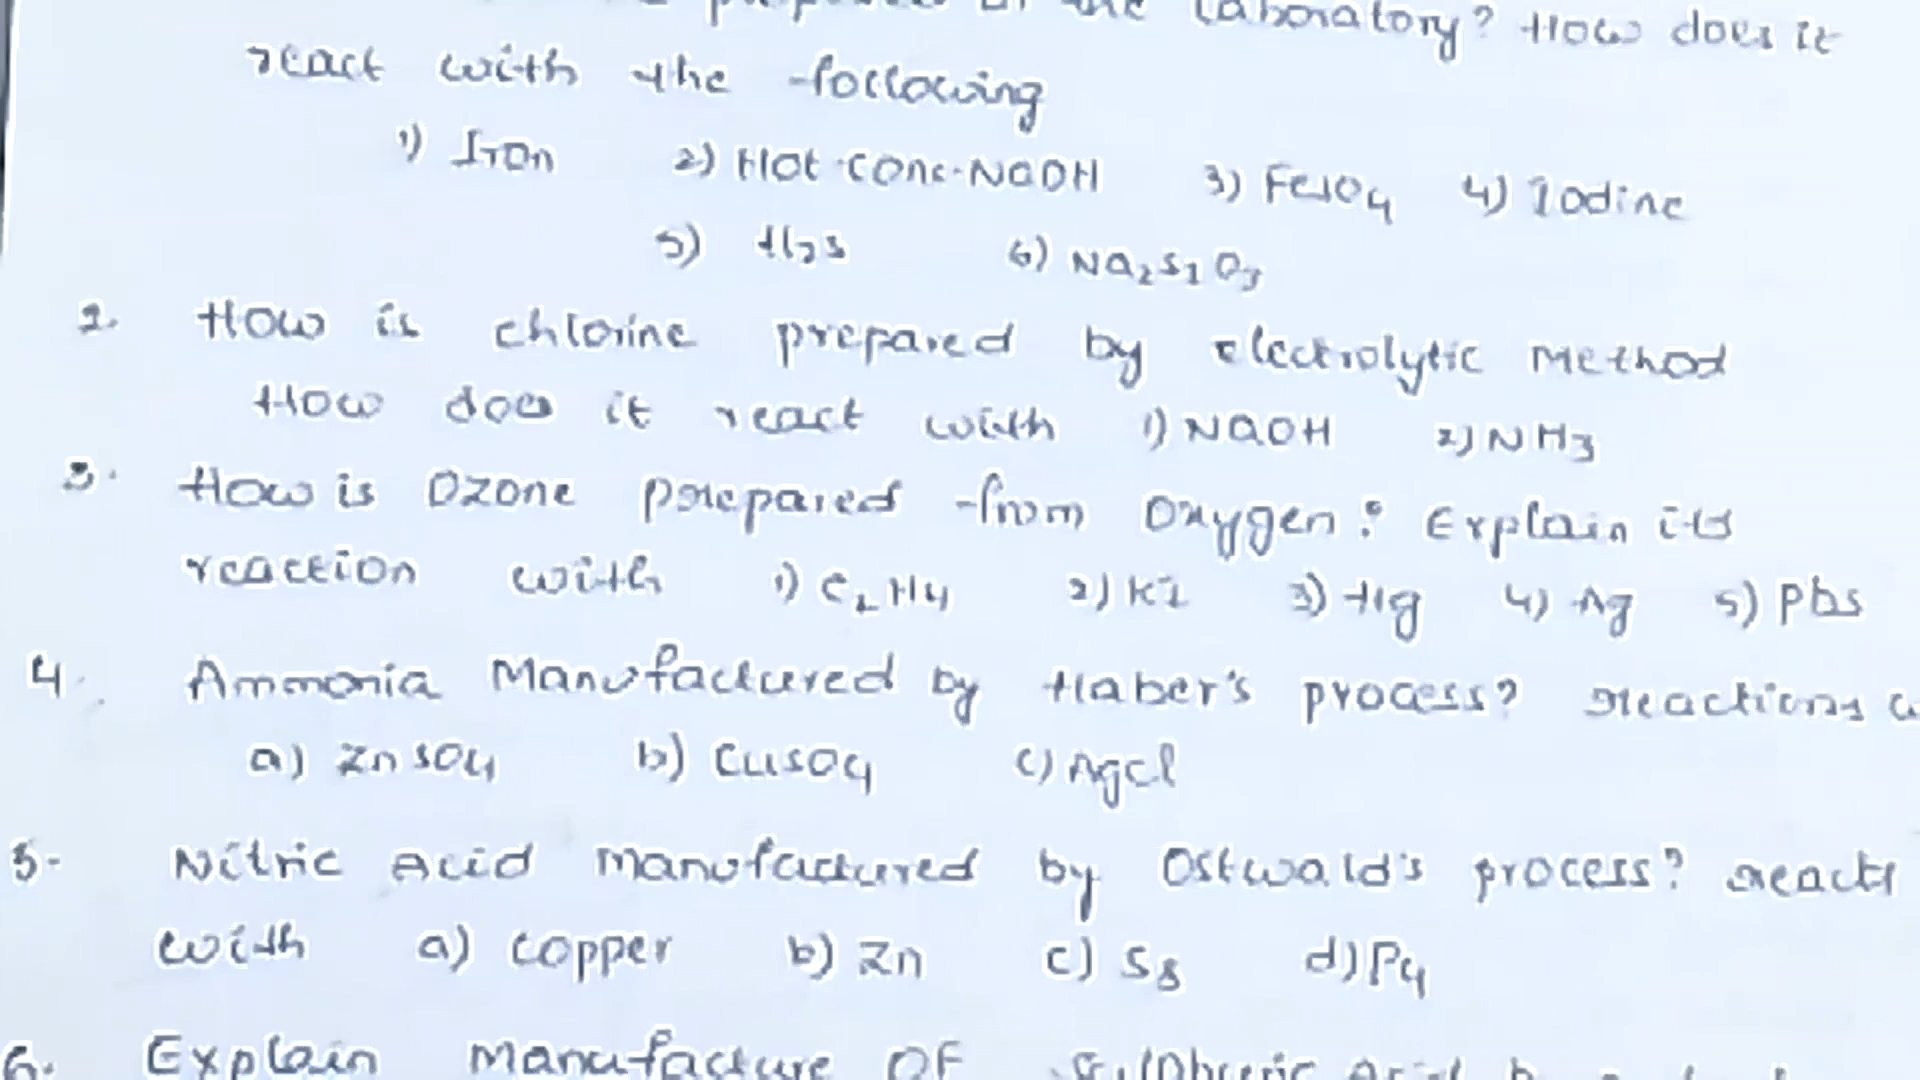 laboratory? How does it
react with the following
1) Iron 2) Hot conc. NaOH 3) FeSO4 4) Iodine
5) H2S 6) Na2S2O3
2. How is chlorine prepared by electrolytic Method
How does it react with 1) NaOH 2) NH3
3. How is Ozone prepared from Oxygen? Explain its
reaction with 1) C2H4 2) KI 3) Hg 4) Ag 5) Pbs
4. Ammonia Manufactured by Haber's process? reactions
a) ZnSO4 b) CuSO4 c) Agcl
5. Nitric Acid manufactured by Ostwald's process? reacts
with a) Copper b) Zn c) S8 d) P4
6. Explain Manufacture OF Sulphuric Acid